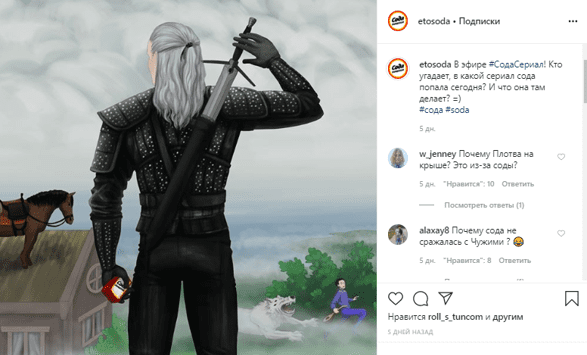 etosoda • Подписки
etosoda В эфире #СодаСериал! Кто
угадает, в какой сериал сода
попала сегодня? И что она там
делает? =)
#сода #soda
5 дн.
w_jenney Почему Плотва на
крыше? Это из-за соды?
5 дн. "Нравится": 10 Ответить
Посмотреть ответы (1)
alaxay8 Почему сода не
сражалась с Чужими ?
5 дн. "Нравится": 8 Ответить
Нравится roll_s_tuncom и другим
5 ДНЕЙ НАЗАД